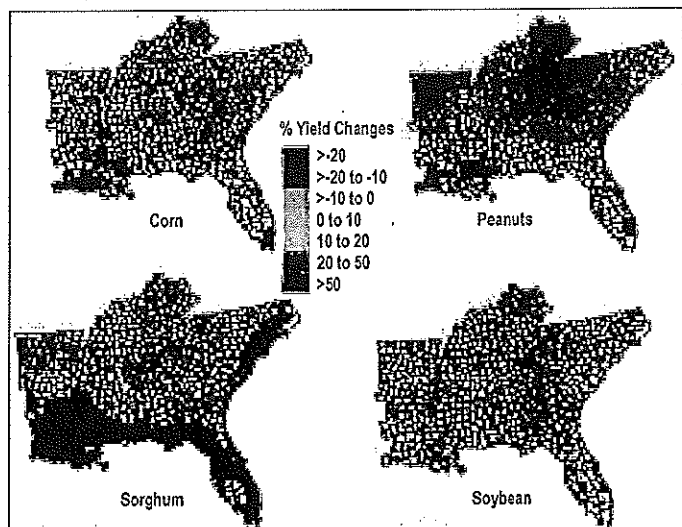 % Yield Changes
>-20
>-20 to -10
>-10 to 0
0 to 10
10 to 20
20 to 50
>50
Corn
Peanuts
Sorghum
Soybean